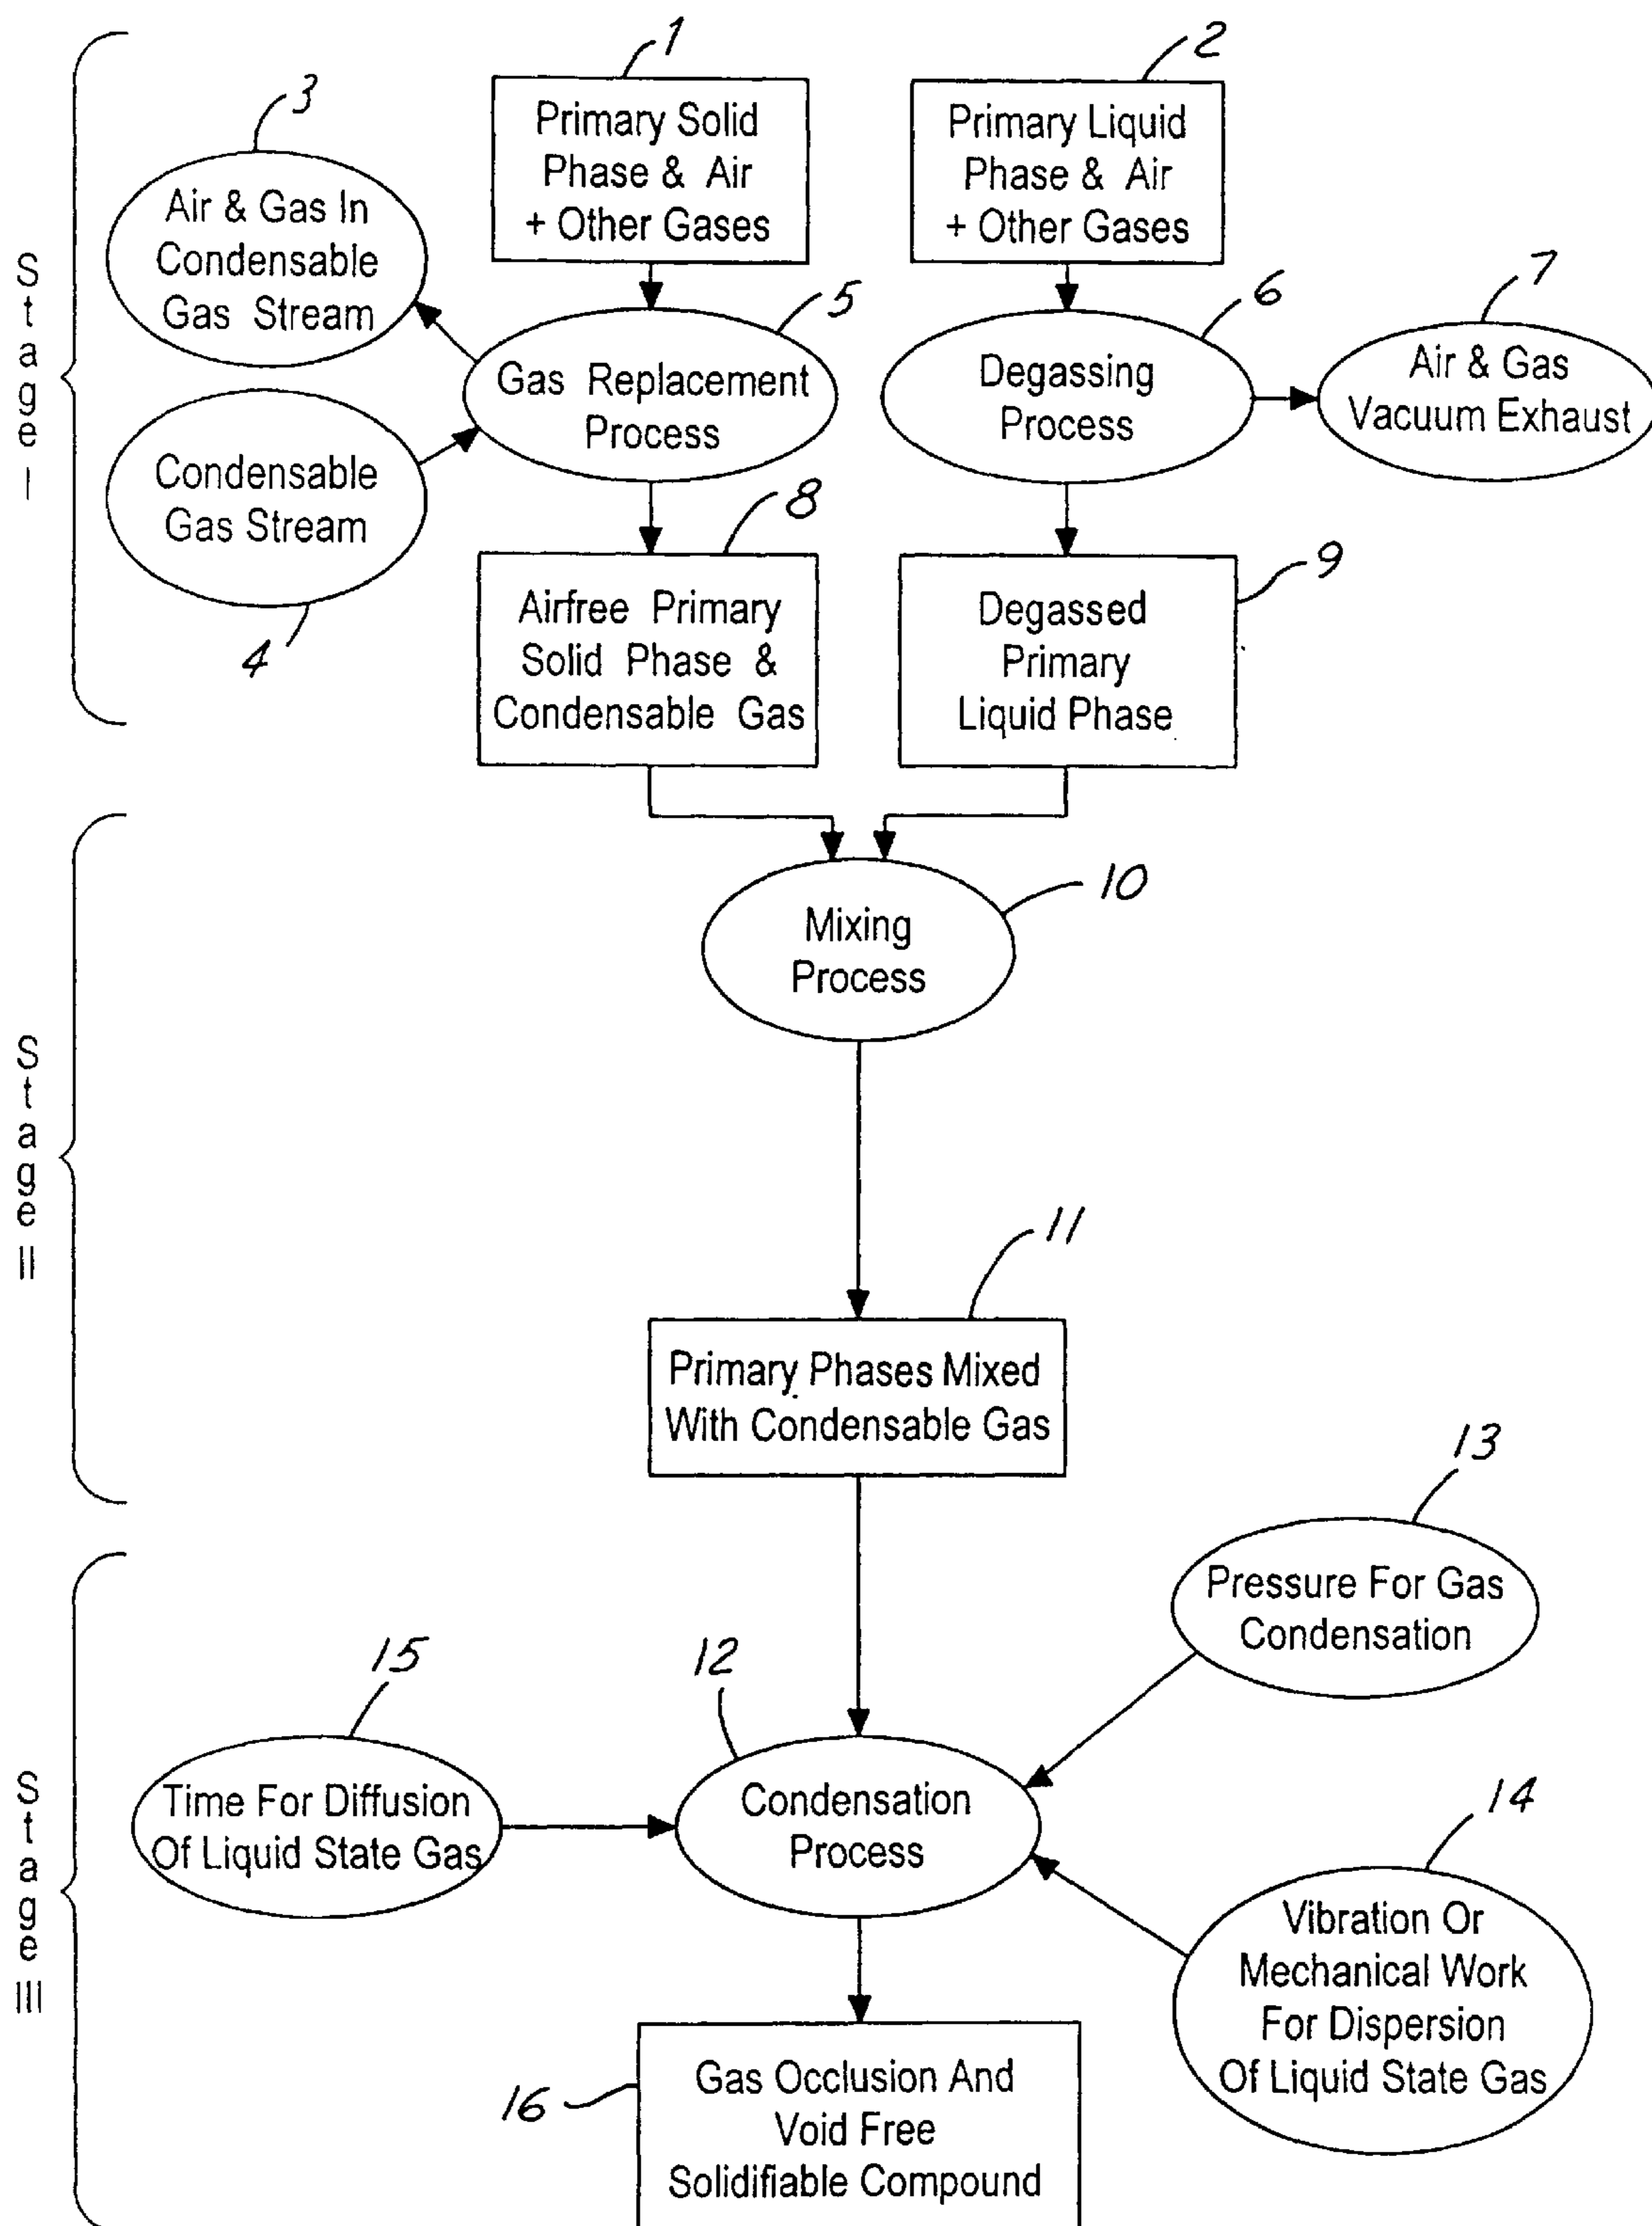 1
Primary Solid
Phase & Air
+ Other Gases
2
Primary Liquid
Phase & Air
+ Other Gases
3
Air & Gas In
Condensable
Gas Stream
Stage I
Condensable
Gas Stream
4
5
Gas Replacement
Process
6
Degassing
Process
7
Air & Gas
Vacuum Exhaust
8
Airfree Primary
Solid Phase &
Condensable Gas
9
Degassed
Primary
Liquid Phase
Stage II
10
Mixing
Process
11
Primary Phases Mixed
With Condensable Gas
Stage III
13
Pressure For Gas
Condensation
15
Time For Diffusion
Of Liquid State Gas
12
Condensation
Process
14
Vibration Or
Mechanical Work
For Dispersion
Of Liquid State Gas
16
Gas Occlusion And
Void Free
Solidifiable Compound